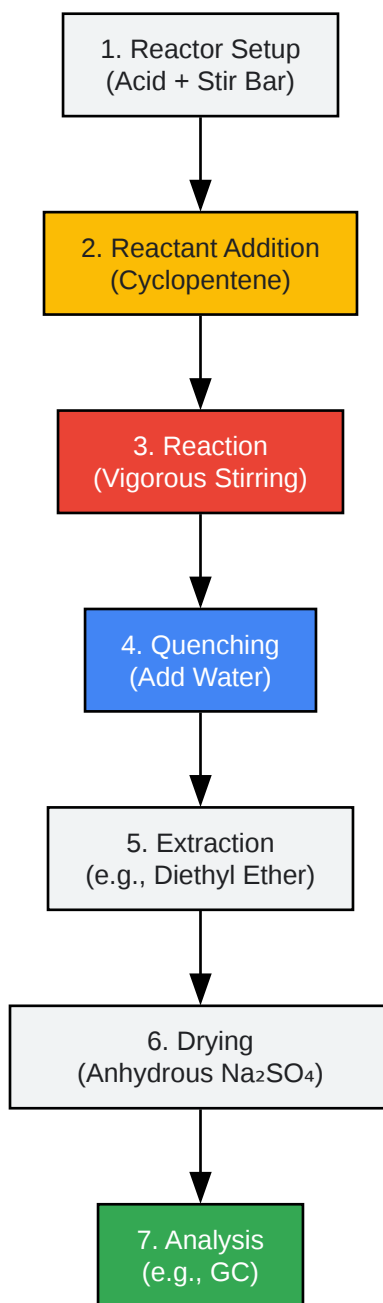 1. Reactor Setup
(Acid + Stir Bar)
2. Reactant Addition
(Cyclopentene)
3. Reaction
(Vigorous Stirring)
4. Quenching
(Add Water)
5. Extraction
(e.g., Diethyl Ether)
6. Drying
(Anhydrous Na₂SO₄)
7. Analysis
(e.g., GC)